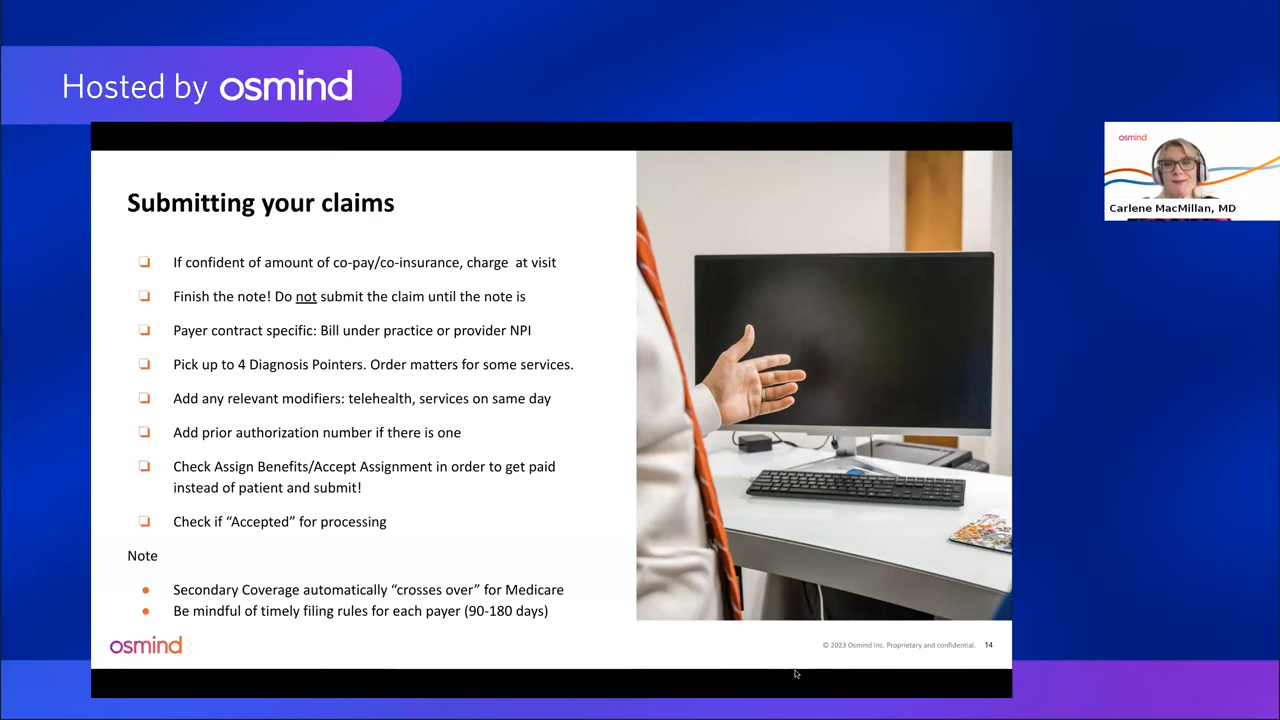 Hosted by osmind
osmind
Carlene MacMillan, MD
Submitting your claims
❏ If confident of amount of co-pay/co-insurance, charge at visit
❏ Finish the note! Do not submit the claim until the note is
❏ Payer contract specific: Bill under practice or provider NPI
❏ Pick up to 4 Diagnosis Pointers. Order matters for some services.
❏ Add any relevant modifiers: telehealth, services on same day
❏ Add prior authorization number if there is one
❏ Check Assign Benefits/Accept Assignment in order to get paid
instead of patient and submit!
❏ Check if “Accepted” for processing
Note
● Secondary Coverage automatically “crosses over” for Medicare
● Be mindful of timely filing rules for each payer (90-180 days)
osmind
© 2023 Osmind Inc. Proprietary and confidential. 14